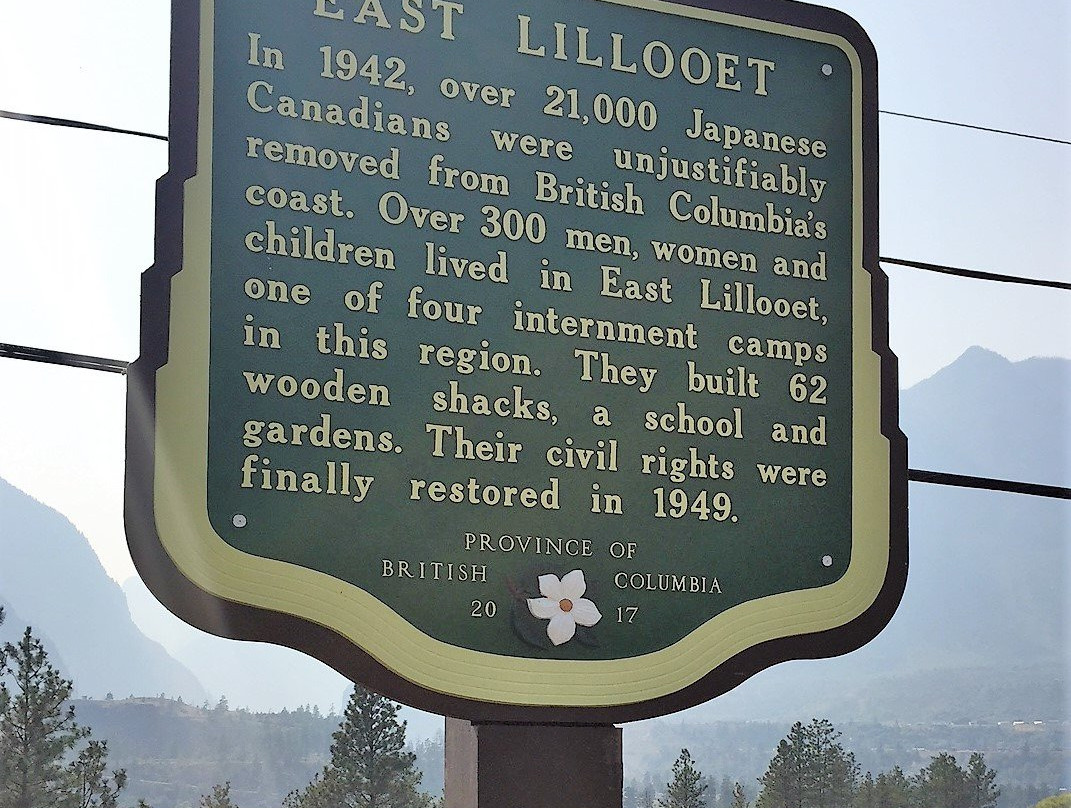 EAST LILLOOET
In 1942, over 21,000 Japanese
Canadians were unjustifiably
removed from British Columbia's
coast. Over 300 men, women and
children lived in East Lillooet,
one of four internment camps
in this region. They built 62
wooden shacks, a school and
gardens. Their civil rights were
finally restored in 1949.
PROVINCE OF
BRITISH COLUMBIA
20 17